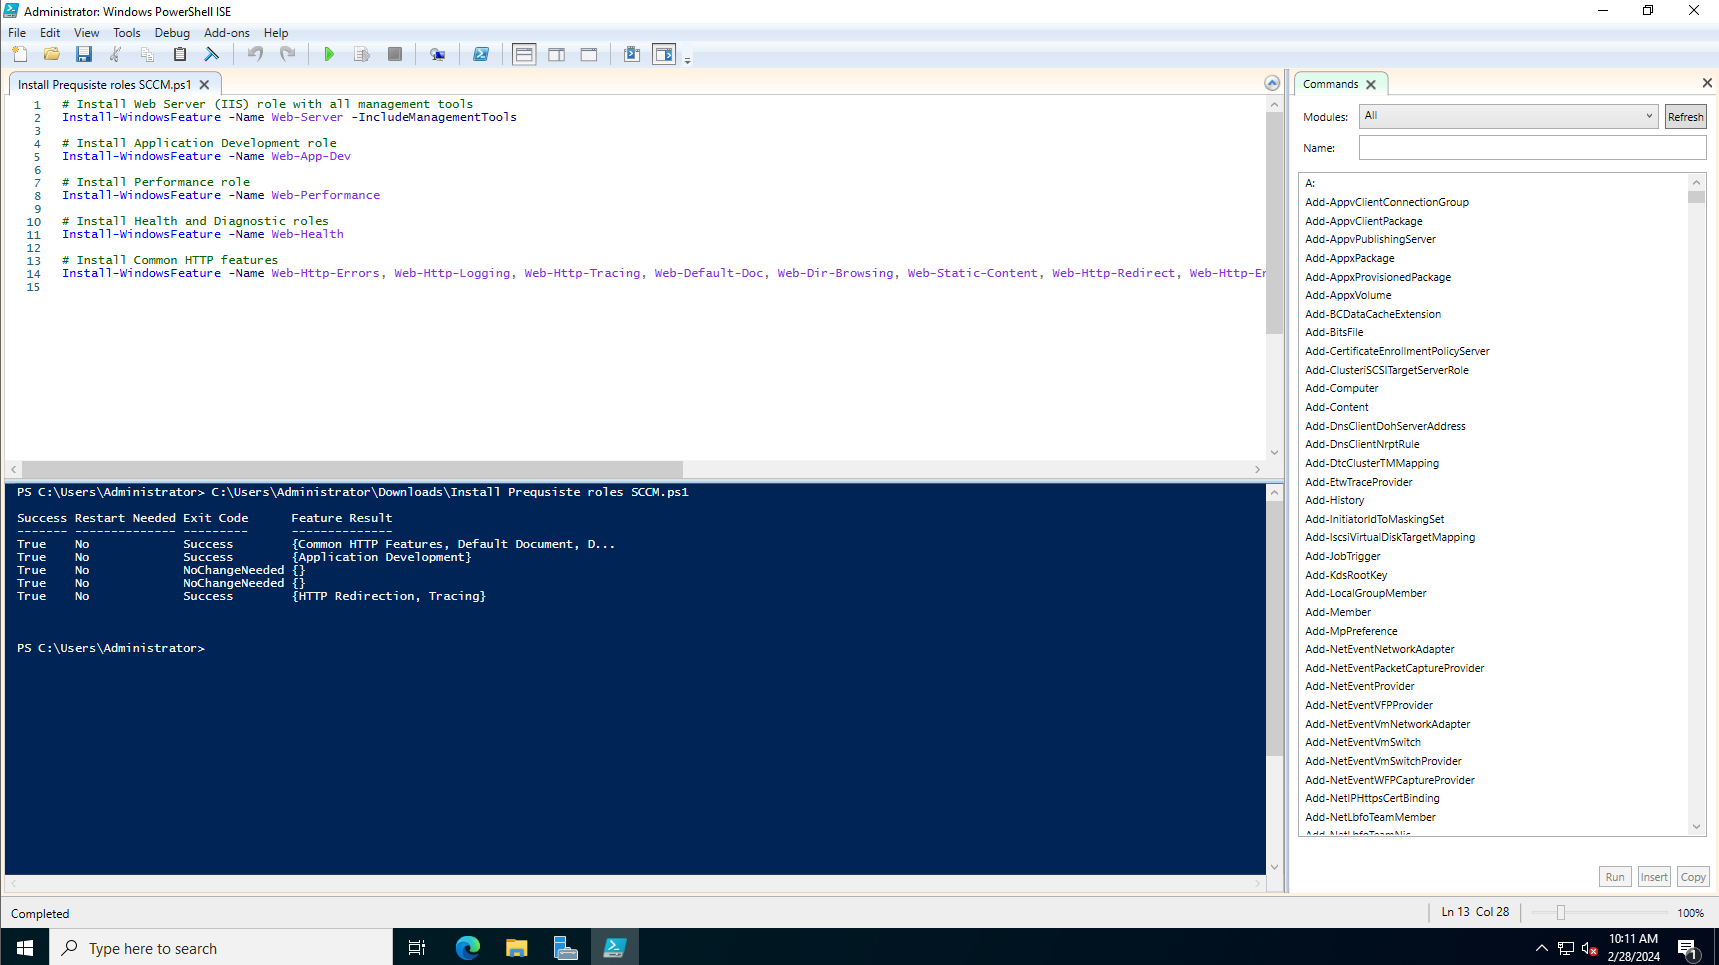 Administrator: Windows PowerShell ISE
File Edit View Tools Debug Add-ons Help
Install Prequsiste roles SCCM.ps1
1 # Install Web Server (IIS) role with all management tools
2 Install-WindowsFeature -Name Web-Server -IncludeManagementTools
3
4 # Install Application Development role
5 Install-WindowsFeature -Name Web-App-Dev
6
7 # Install Performance role
8 Install-WindowsFeature -Name Web-Performance
9
10 # Install Health and Diagnostic roles
11 Install-WindowsFeature -Name Web-Health
12
13 # Install Common HTTP features
14 Install-WindowsFeature -Name Web-Http-Errors, Web-Http-Logging, Web-Http-Tracing, Web-Default-Doc, Web-Dir-Browsing, Web-Static-Content, Web-Http-Redirect, Web-Http-Er
15
PS C:\Users\Administrator> C:\Users\Administrator\Downloads\Install Prequsiste roles SCCM.ps1
Success Restart Needed Exit Code Feature Result
------- -------------- --------- --------------
True No Success {Common HTTP Features, Default Document, D...
True No Success {Application Development}
True No NoChangeNeeded {}
True No NoChangeNeeded {}
True No Success {HTTP Redirection, Tracing}
PS C:\Users\Administrator>
Commands
Modules: All Refresh
Name:
A:
Add-AppvClientConnectionGroup
Add-AppvClientPackage
Add-AppvPublishingServer
Add-AppxPackage
Add-AppxProvisionedPackage
Add-AppxVolume
Add-BCDataCacheExtension
Add-BitsFile
Add-CertificateEnrollmentPolicyServer
Add-ClusteriSCSITargetServerRole
Add-Computer
Add-Content
Add-DnsClientDohServerAddress
Add-DnsClientNrptRule
Add-DtcClusterTMMapping
Add-EtwTraceProvider
Add-History
Add-InitiatorIdToMaskingSet
Add-IscsiVirtualDiskTargetMapping
Add-JobTrigger
Add-KdsRootKey
Add-LocalGroupMember
Add-Member
Add-MpPreference
Add-NetEventNetworkAdapter
Add-NetEventPacketCaptureProvider
Add-NetEventProvider
Add-NetEventVFPProvider
Add-NetEventVmNetworkAdapter
Add-NetEventVmSwitch
Add-NetEventVmSwitchProvider
Add-NetEventWFPCaptureProvider
Add-NetIPHttpsCertBinding
Add-NetLbfoTeamMember
Add-NetLbfoTeamNic
Run Insert Copy
Completed
Ln 13 Col 28
100%
Type here to search
10:11 AM
2/28/2024
1